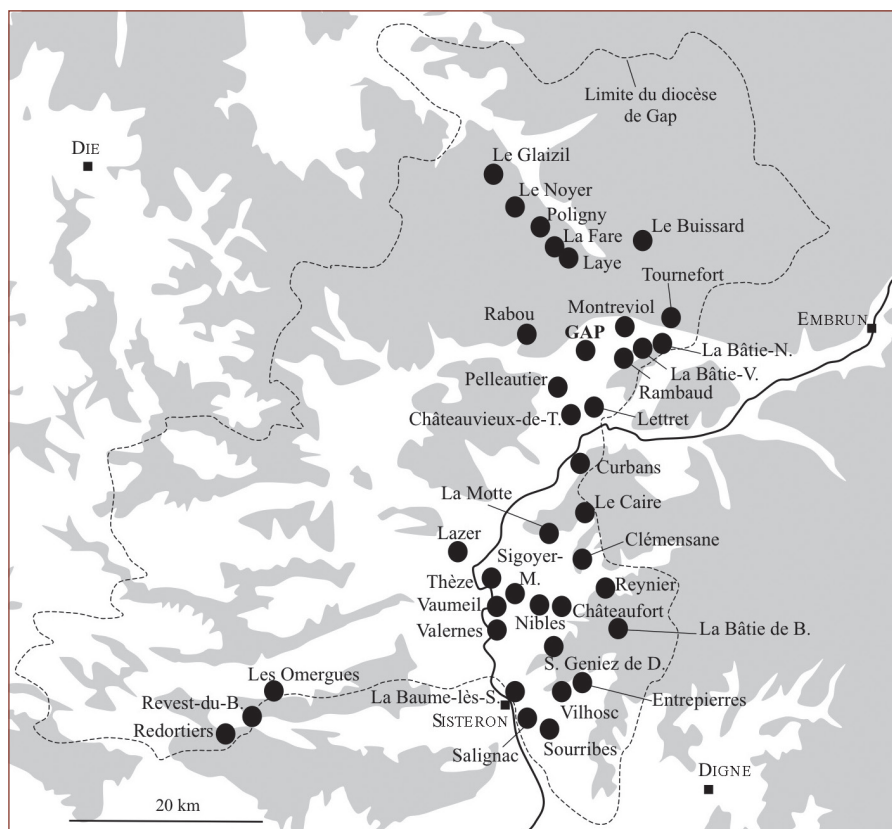 Limite du diocèse
de Gap
DIE
Le Glaizil
Le Noyer
Poligny
La Fare
Laye
Le Buissard
Tournefort
Montreviol
Rabou
GAP
EMBRUN
La Bâtie-N.
La Bâtie-V.
Rambaud
Pelleautier
Châteauvieux-de-T.
Lettret
Curbans
La Motte
Le Caire
Lazer
Sigoyer-
M.
Clémensane
Thèze
Reynier
Vaumeil
Nibles
Châteaufort
Valernes
La Bâtie de B.
S. Geniez de D.
Les Omergues
La Baume-lès-S.
Entrepierres
Revest-du-B.
Vilhosc
SISTERON
Redortiers
Salignac
Sourribes
DIGNE
20 km